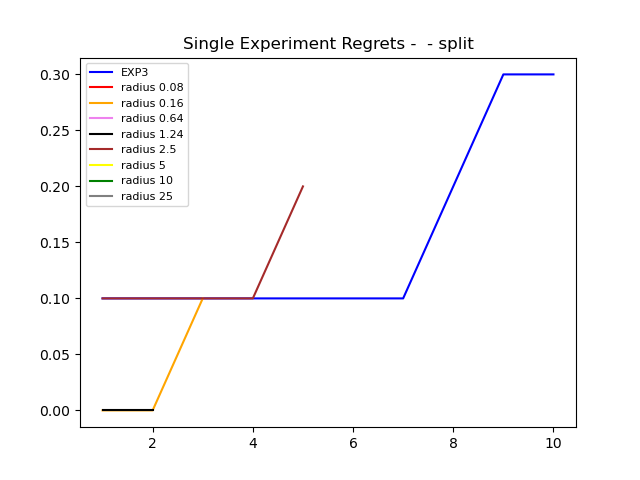 Single Experiment Regrets -  - split
0.30
0.25
0.20
0.15
0.10
0.05
0.00
EXP3
radius 0.08
radius 0.16
radius 0.64
radius 1.24
radius 2.5
radius 5
radius 10
radius 25
2 4 6 8 10